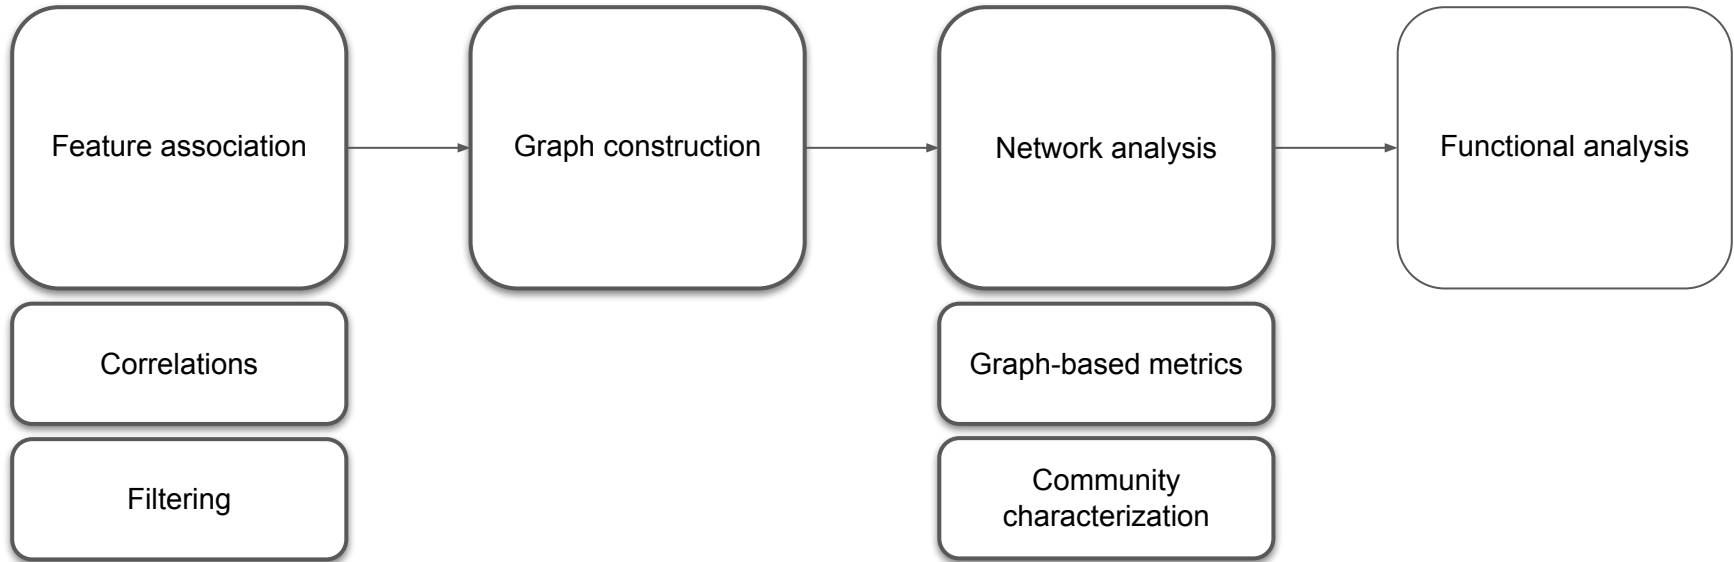 Feature association
Graph construction
Network analysis
Functional analysis
Correlations
Graph-based metrics
Filtering
Community
characterization